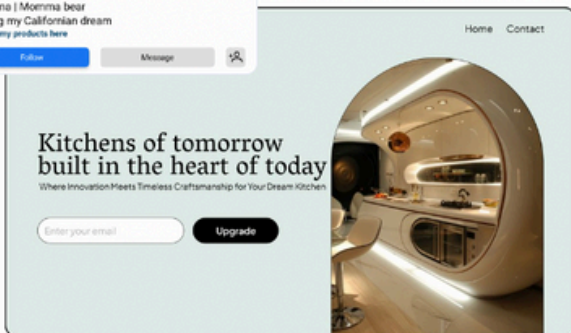 ma | Momma bear
g my Californian dream
my products here
Follow
Message
Home
Contact
Kitchens of tomorrow
built in the heart of today
Where Innovation Meets Timeless Craftsmanship for Your Dream Kitchen
Enter your email
Upgrade